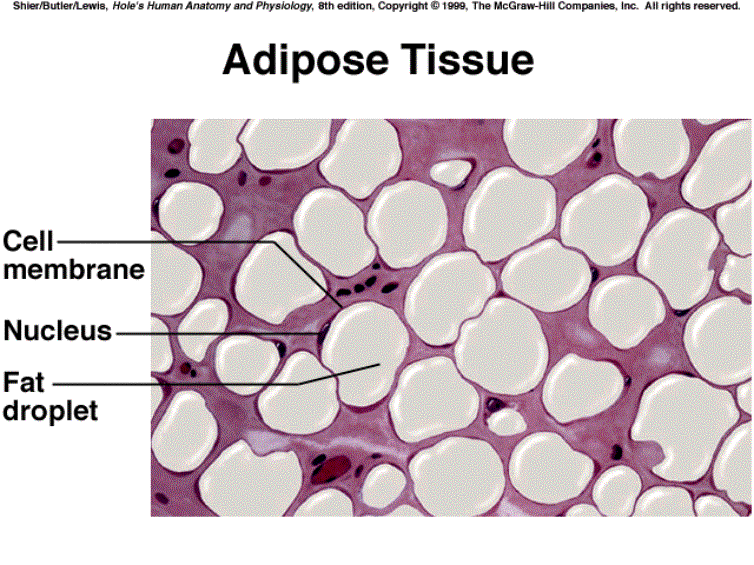 Shier/Butler/Lewis, Hole's Human Anatomy and Physiology, 8th edition, Copyright © 1999, The McGraw-Hill Companies, Inc. All rights reserved.
Adipose Tissue
Cell
membrane
Nucleus
Fat
droplet